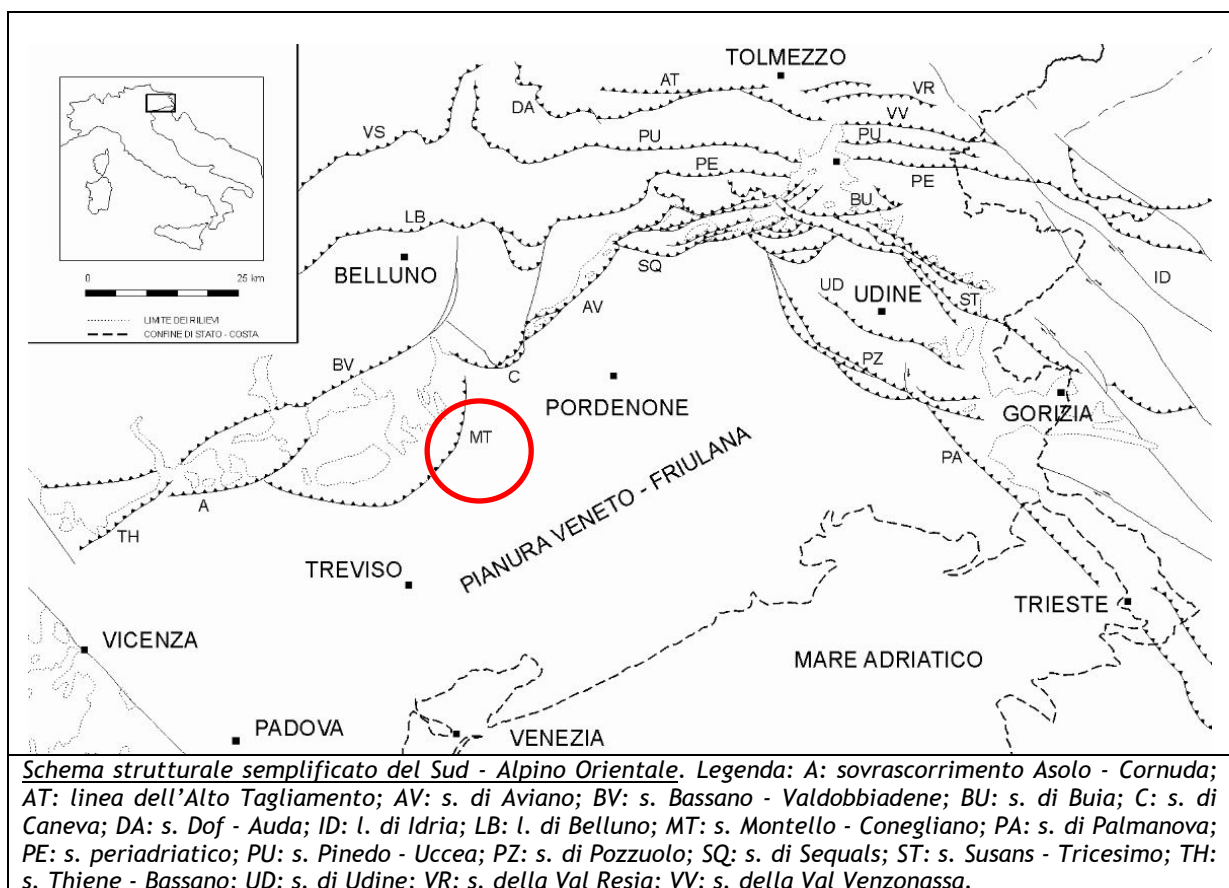 TOLMEZZO
AT
VR
DA
VV
VS
PU
PU
PE
PE
BU
LB
BELLUNO
SQ
ID
0 25 km
AV
UD
UDINE
ST
LIMITE DEI RILIEVI
CONFINE DI STATO - COSTA
BV
C
PZ
PORDENONE
GORIZIA
MT
PA
A
TH
PIANURA VENETO - FRIULANA
TREVISO
TRIESTE
VICENZA
MARE ADRIATICO
PADOVA
VENEZIA
Schema strutturale semplificato del Sud - Alpino Orientale. Legenda: A: sovrascorrimento Asolo - Cornuda;
AT: linea dell'Alto Tagliamento; AV: s. di Aviano; BV: s. Bassano - Valdobbiadene; BU: s. di Buia; C: s. di
Caneva; DA: s. Dof - Auda; ID: l. di Idria; LB: l. di Belluno; MT: s. Montello - Conegliano; PA: s. di Palmanova;
PE: s. periadriatico; PU: s. Pinedo - Uccea; PZ: s. di Pozzuolo; SQ: s. di Sequals; ST: s. Susans - Tricesimo; TH:
s. Thiene - Bassano; UD: s. di Udine; VR: s. della Val Resia; VV: s. della Val Venzonassa.